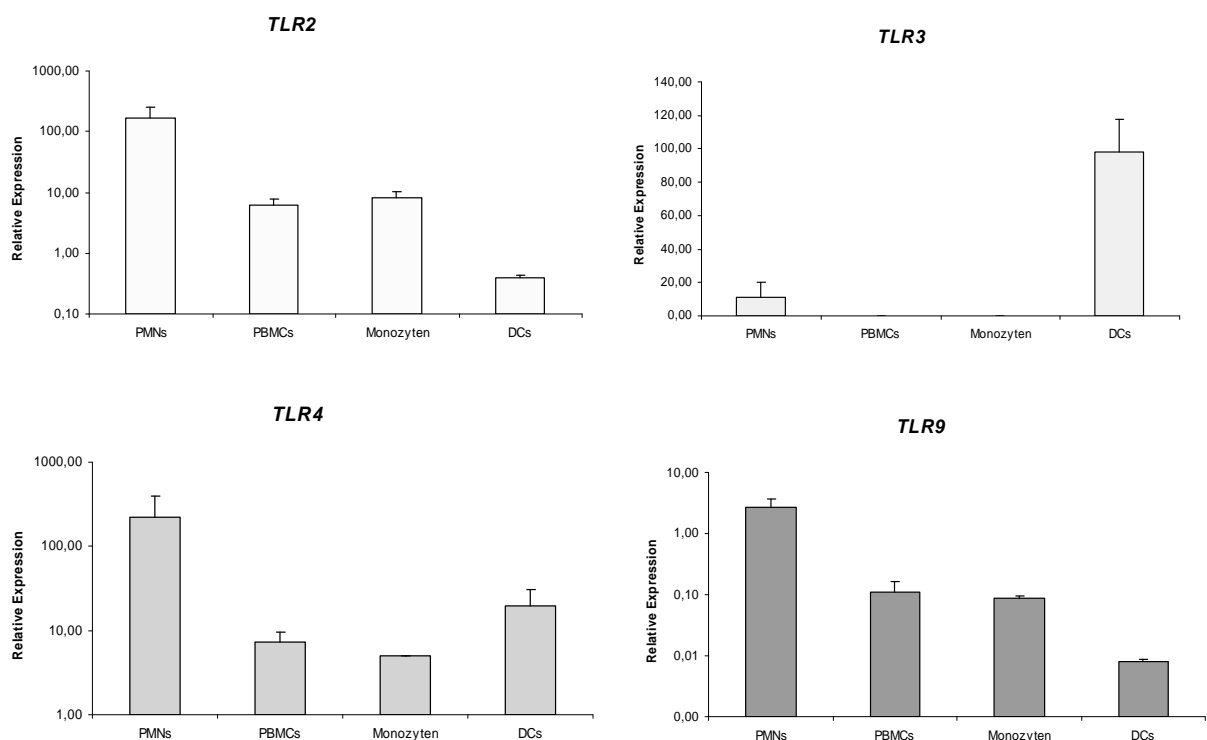 TLR2
1000,00
100,00
10,00
1,00
0,10
Relative Expression
PMNs PBMCs Monozyten DCs
TLR3
140,00
120,00
100,00
80,00
60,00
40,00
20,00
0,00
Relative Expression
PMNs PBMCs Monozyten DCs
TLR4
1000,00
100,00
10,00
1,00
Relative Expression
PMNs PBMCs Monozyten DCs
TLR9
10,00
1,00
0,10
0,01
0,00
Relative Expression
PMNs PBMCs Monozyten DCs